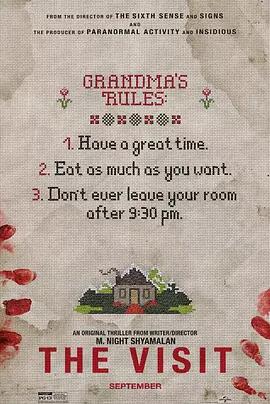 FROM THE DIRECTOR OF THE SIXTH SENSE AND SIGNS
AND
THE PRODUCER OF PARANORMAL ACTIVITY AND INSIDIOUS
GRANDMA'S
RULES:
1. Have a great time.
2. Eat as much as you want.
3. Don't ever leave your room
after 9:30 pm.
AN ORIGINAL THRILLER FROM WRITER/DIRECTOR
M. NIGHT SHYAMALAN
THE VISIT
SEPTEMBER